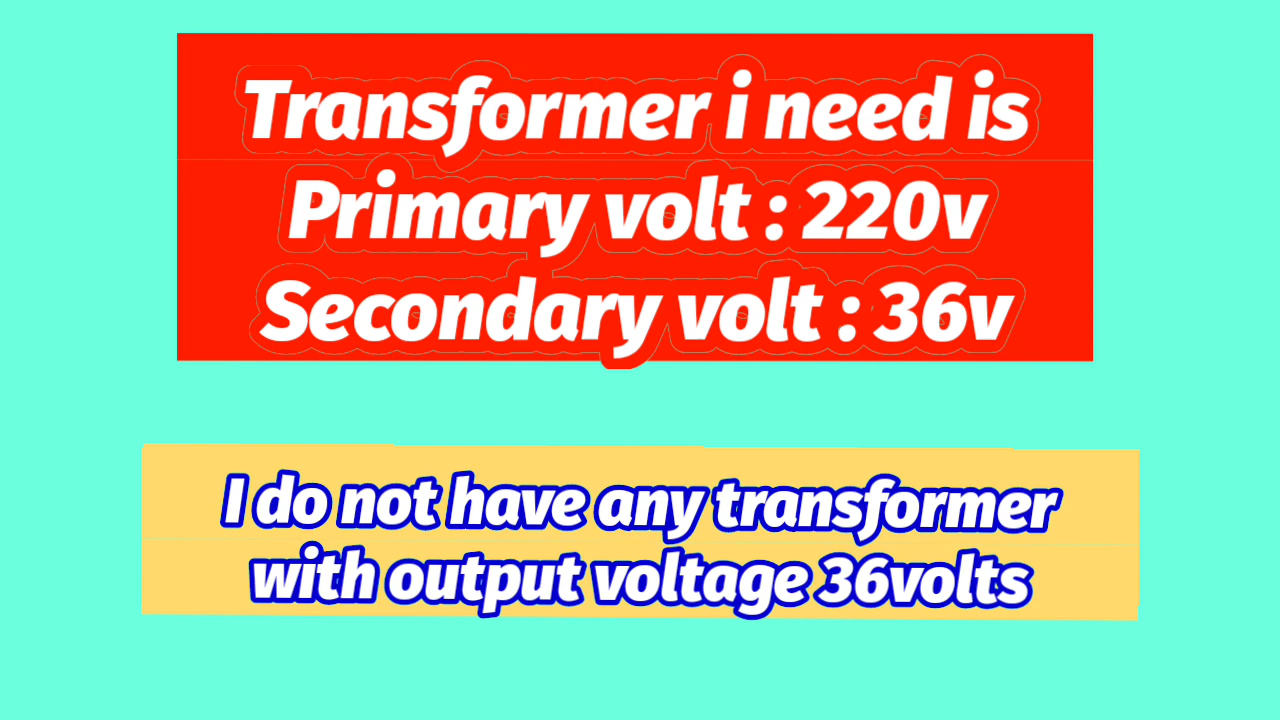 Transformer i need is
Primary volt : 220v
Secondary volt : 36v
I do not have any transformer
with output voltage 36volts